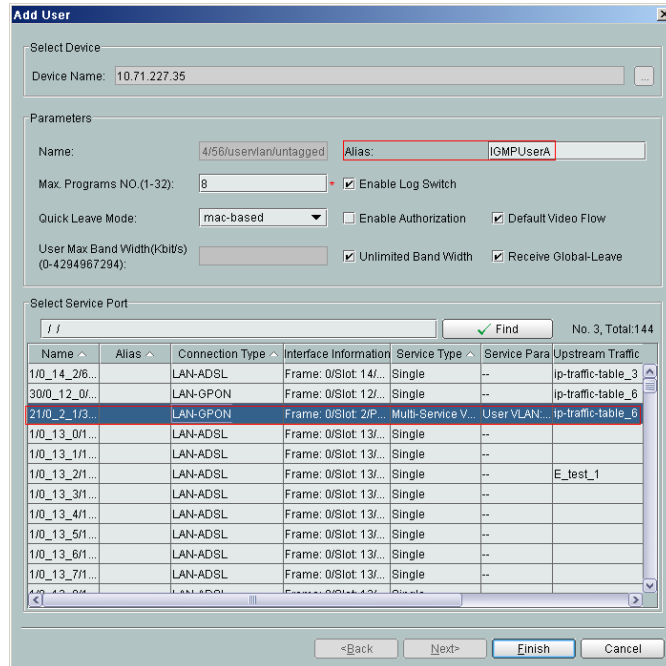 Add User
Select Device
Device Name: 10.71.227.35 ...
Parameters
Name: 4/56/uservlan/untagged Alias: IGMPUserA
Max. Programs NO.(1-32): 8 * Enable Log Switch
Quick Leave Mode: mac-based Enable Authorization Default Video Flow
User Max Band Width(Kbit/s)
(0-4294967294): Unlimited Band Width Receive Global-Leave
Select Service Port
/ / Find No. 3, Total:144
Name Alias Connection Type Interface Information Service Type Service Para Upstream Traffic
1/0_14_2/6... LAN-ADSL Frame: 0/Slot: 14/... Single -- ip-traffic-table_3
30/0_12_0/... LAN-GPON Frame: 0/Slot: 12/... Single -- ip-traffic-table_6
21/0_2_1/3... LAN-GPON Frame: 0/Slot: 2/P... Multi-Service V... User VLAN:... ip-traffic-table_6
1/0_13_0/1... LAN-ADSL Frame: 0/Slot: 13/... Single --
1/0_13_1/1... LAN-ADSL Frame: 0/Slot: 13/... Single --
1/0_13_2/1... LAN-ADSL Frame: 0/Slot: 13/... Single -- E_test_1
1/0_13_3/1... LAN-ADSL Frame: 0/Slot: 13/... Single --
1/0_13_4/1... LAN-ADSL Frame: 0/Slot: 13/... Single --
1/0_13_5/1... LAN-ADSL Frame: 0/Slot: 13/... Single --
1/0_13_6/1... LAN-ADSL Frame: 0/Slot: 13/... Single --
1/0_13_7/1... LAN-ADSL Frame: 0/Slot: 13/... Single --
<Back Next> Finish Cancel